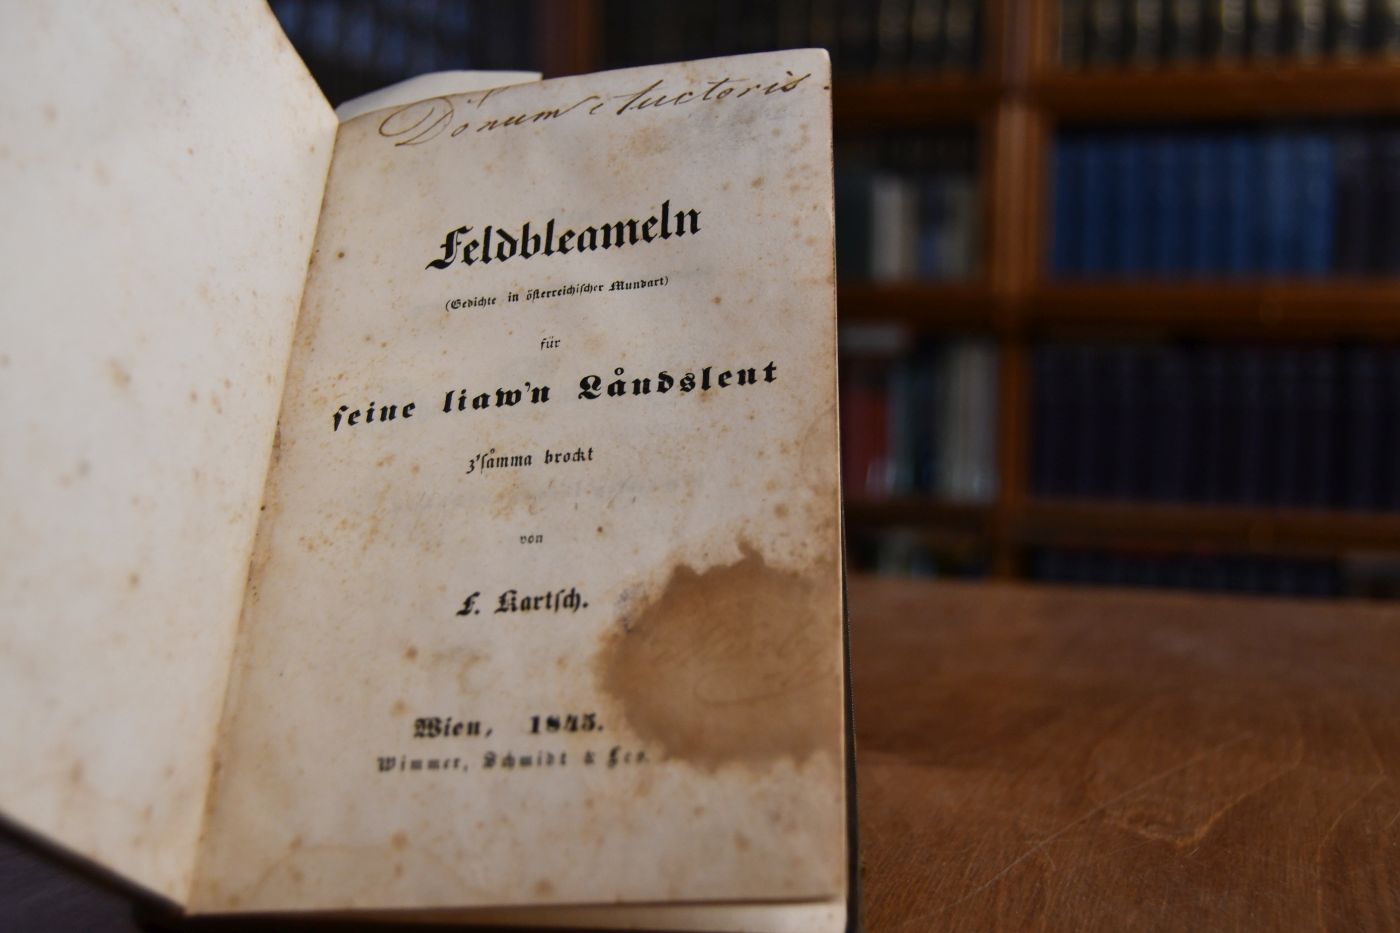 Donum Auctoris.
Feldbleameln
(Gedichte in österreichischer Mundart)
für
seine liaw'n Låndsleut
z'såmma brockt
von
F. Kartsch.
Wien, 1845.
Wimmer, Schmidt & Leo.